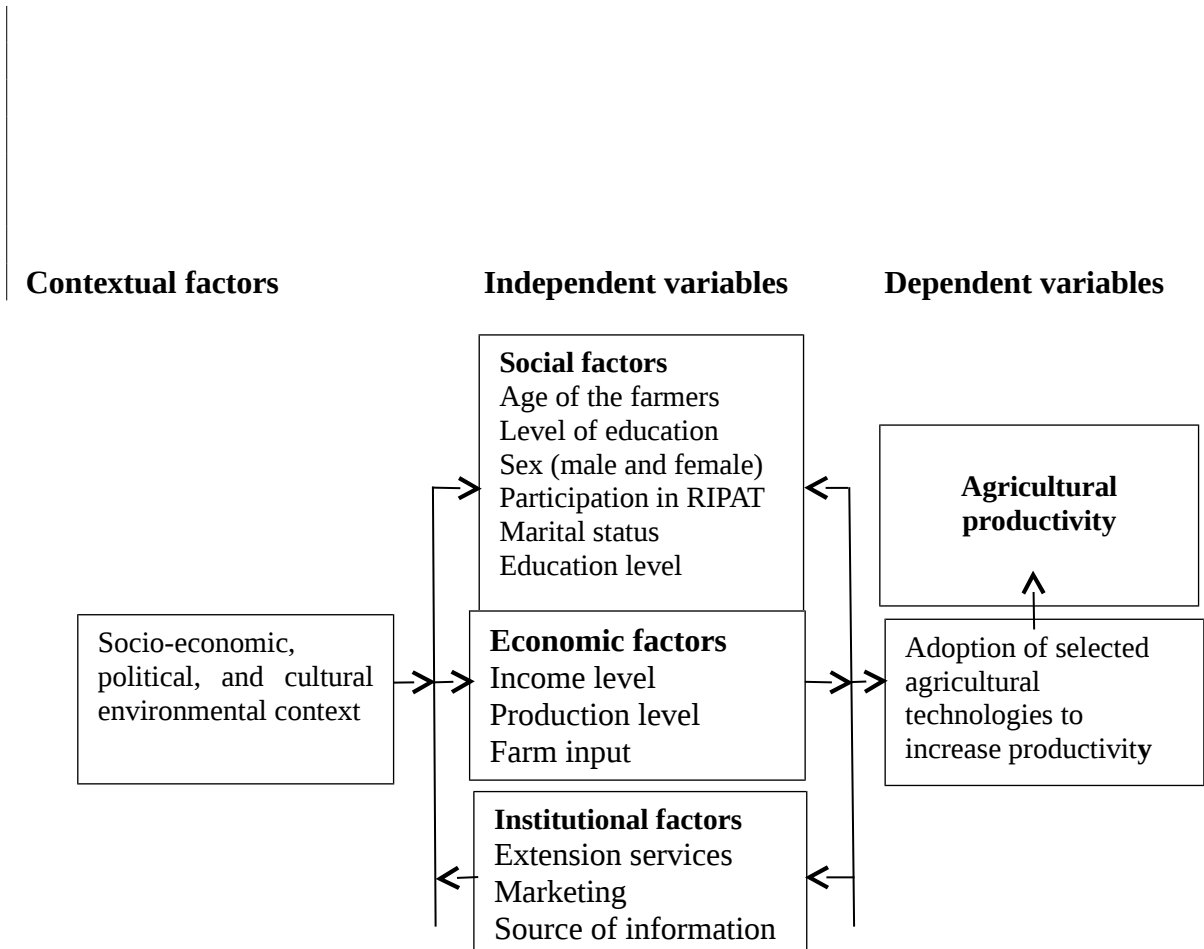 Contextual factors
Independent variables
Dependent variables
Social factors
Age of the farmers
Level of education
Sex (male and female)
Participation in RIPAT
Marital status
Education level
Agricultural
productivity
Socio-economic,
political, and cultural
environmental context
Economic factors
Income level
Production level
Farm input
Adoption of selected
agricultural
technologies to
increase productivity
Institutional factors
Extension services
Marketing
Source of information